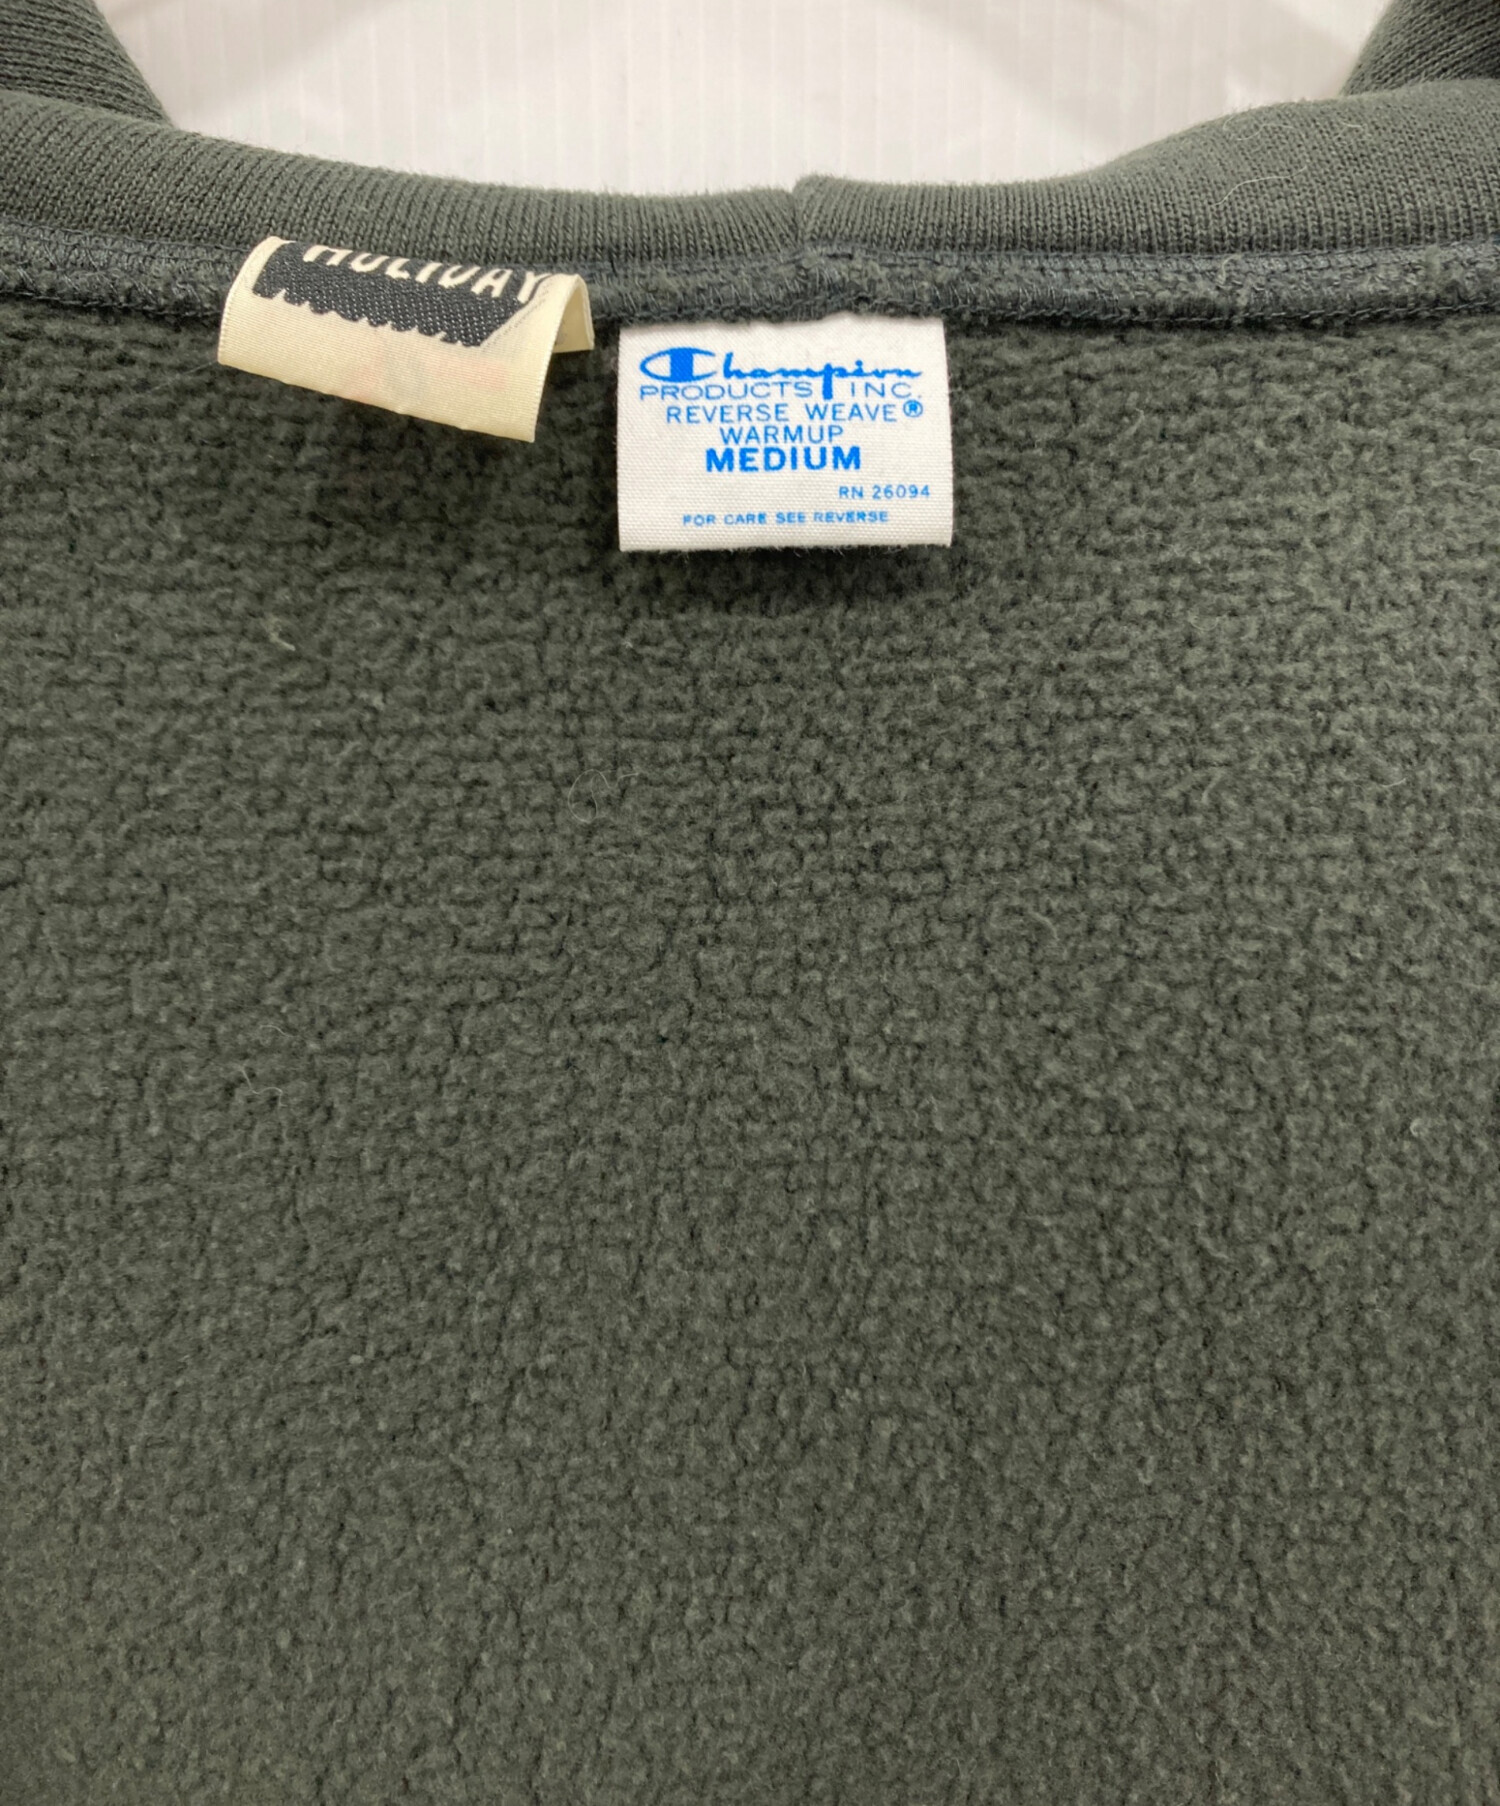 HOLIDAY
Champion
PRODUCTS INC.
REVERSE WEAVE®
WARMUP
MEDIUM
RN 26094
FOR CARE SEE REVERSE